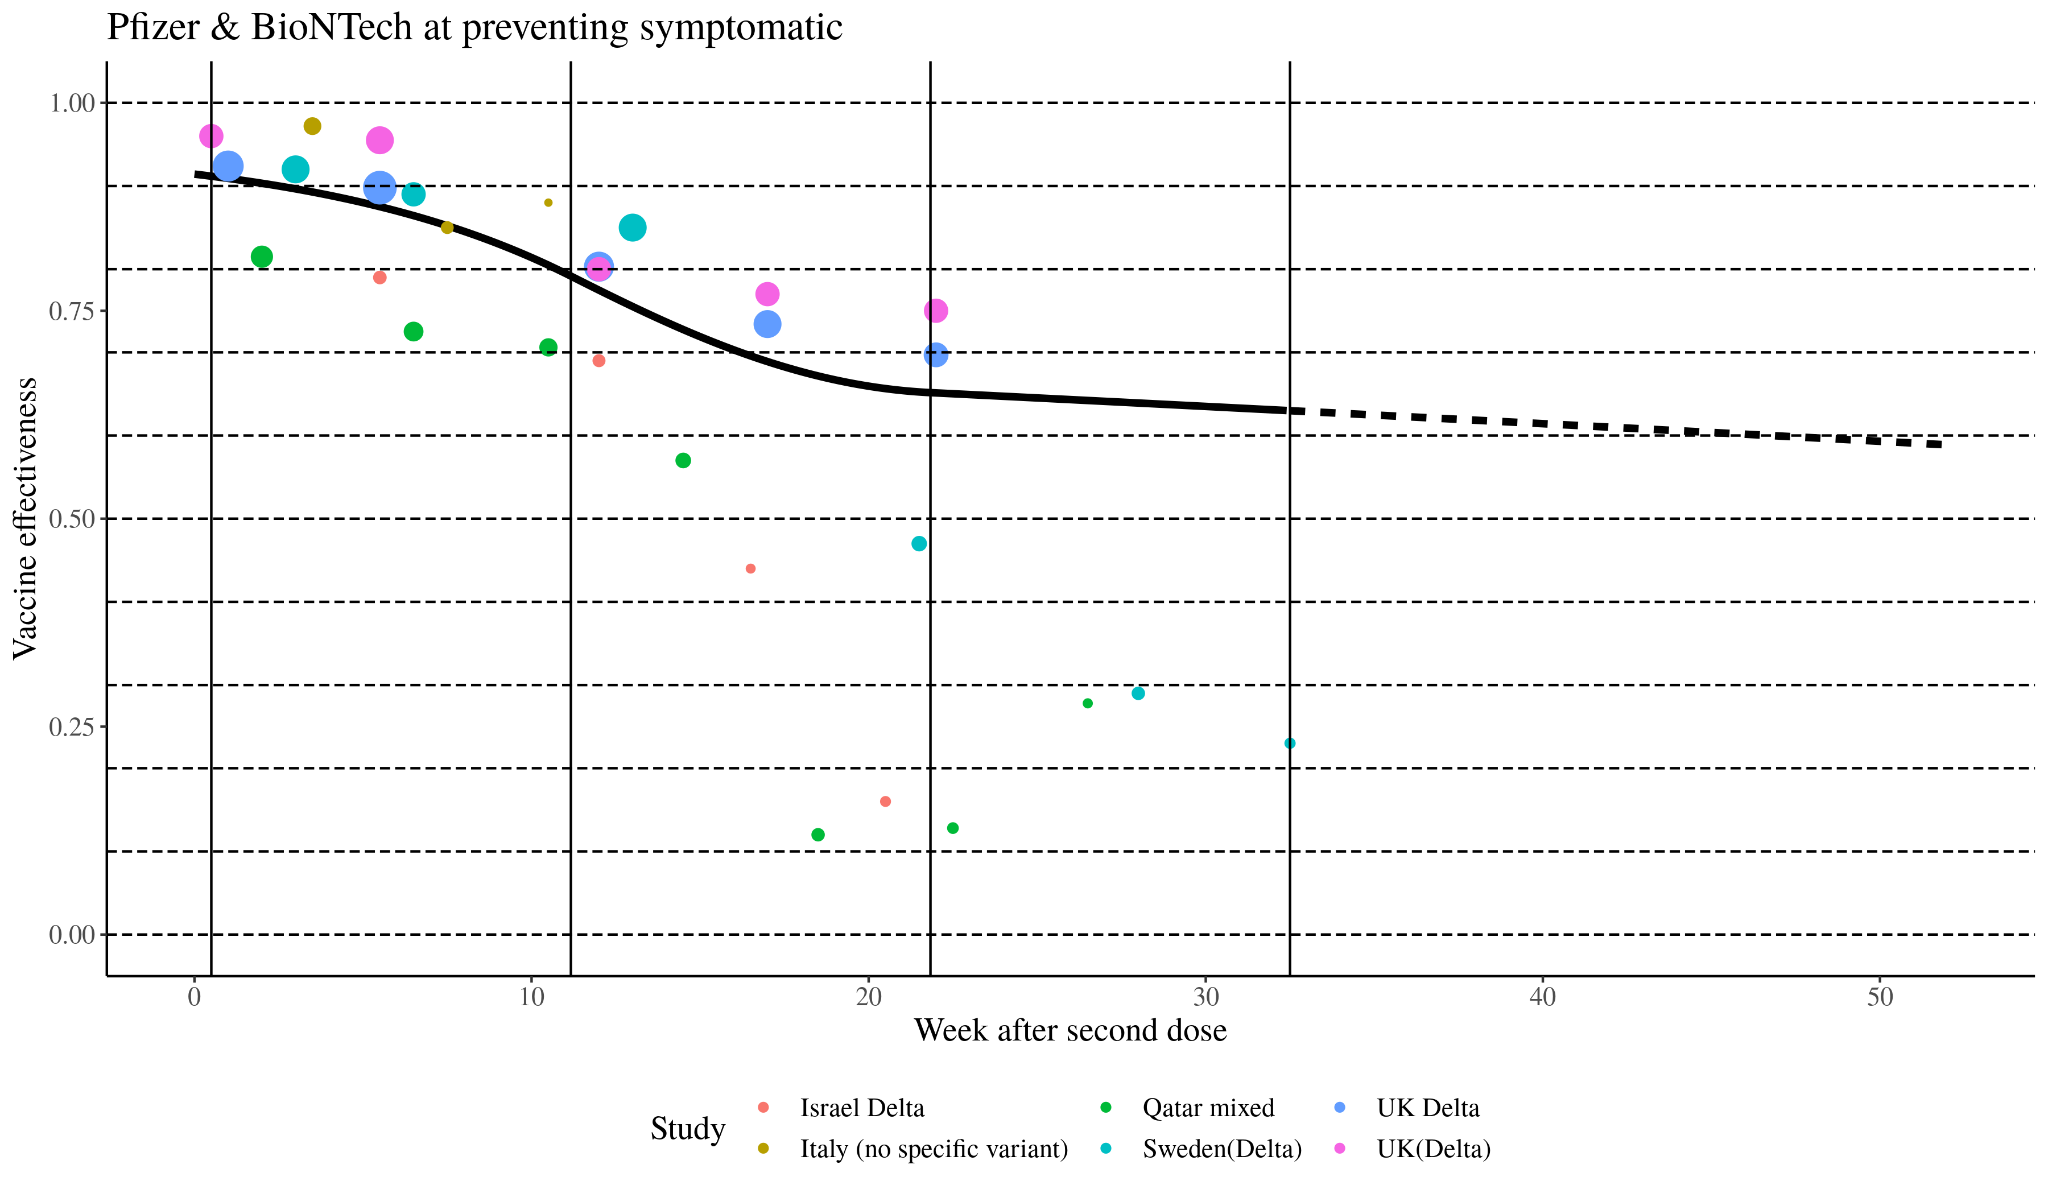 Pfizer & BioNTech at preventing symptomatic
1.00
0.75
0.50
0.25
0.00
Vaccine effectiveness
0 10 20 30 40 50
Week after second dose
Study
Israel Delta
Italy (no specific variant)
Qatar mixed
Sweden(Delta)
UK Delta
UK(Delta)